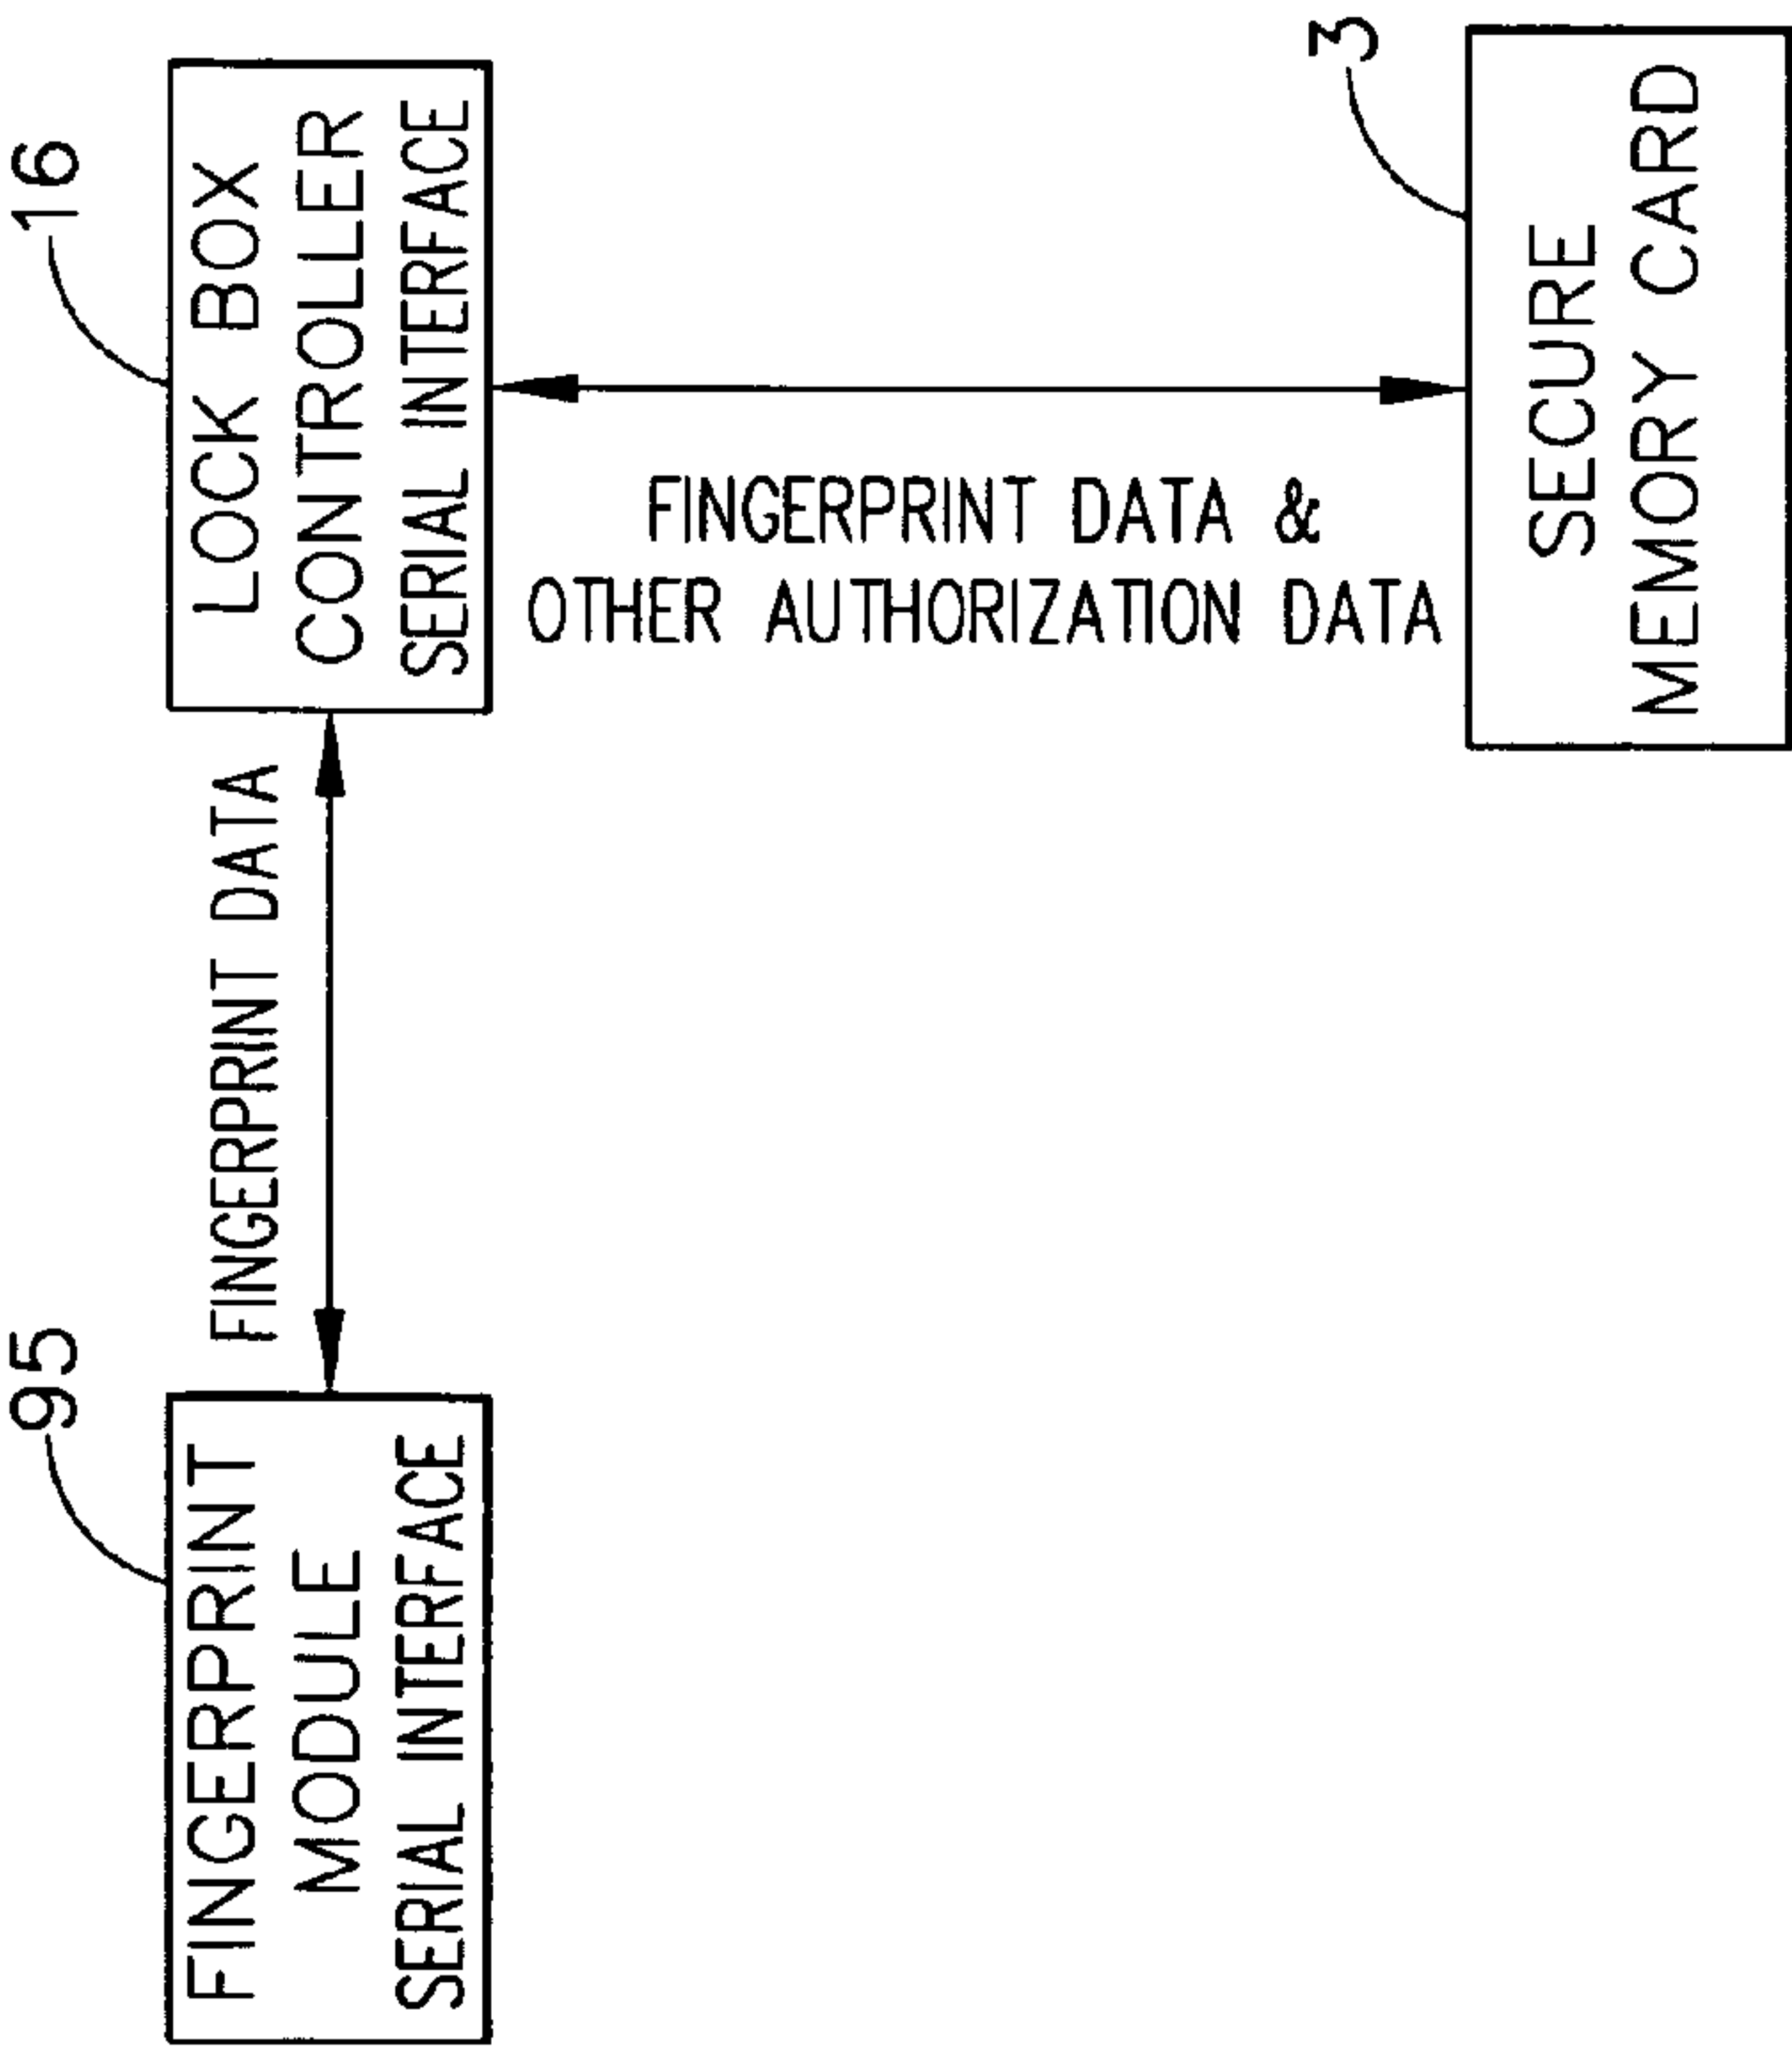 95
FINGERPRINT
MODULE
SERIAL INTERFACE
FINGERPRINT DATA
16
LOCK BOX
CONTROLLER
SERIAL INTERFACE
FINGERPRINT DATA &
OTHER AUTHORIZATION DATA
3
SECURE
MEMORY CARD